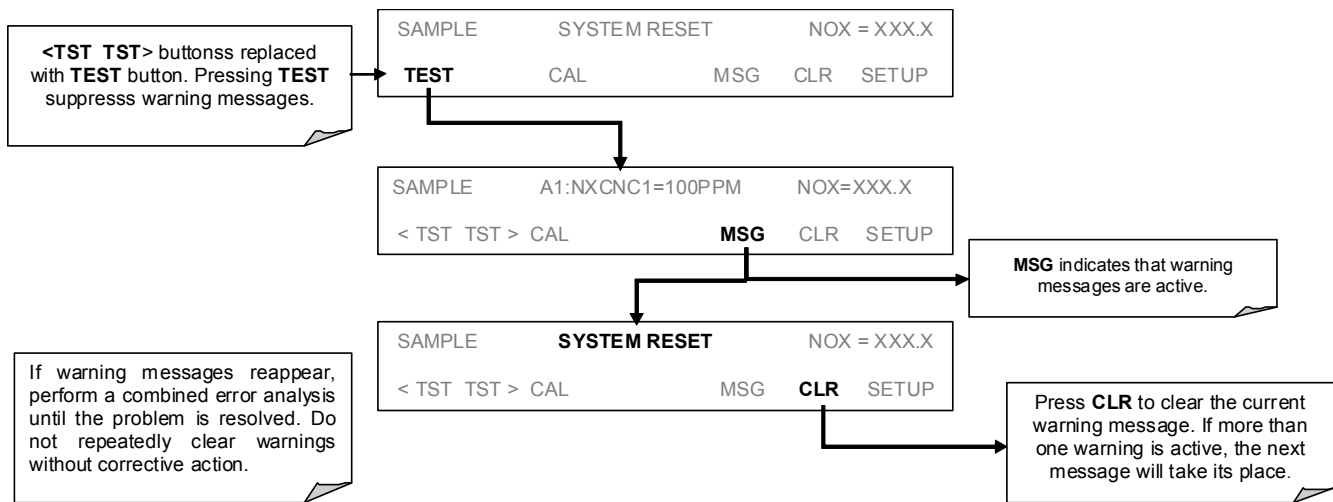 SAMPLE SYSTEM RESET NOX = XXX.X
TEST CAL MSG CLR SETUP
<TST TST> buttonss replaced
with TEST button. Pressing TEST
suppresss warning messages.
SAMPLE A1:NXCNC1=100PPM NOX=XXX.X
< TST TST > CAL MSG CLR SETUP
MSG indicates that warning
messages are active.
SAMPLE SYSTEM RESET NOX = XXX.X
< TST TST > CAL MSG CLR SETUP
If warning messages reappear,
perform a combined error analysis
until the problem is resolved. Do
not repeatedly clear warnings
without corrective action.
Press CLR to clear the current
warning message. If more than
one warning is active, the next
message will take its place.